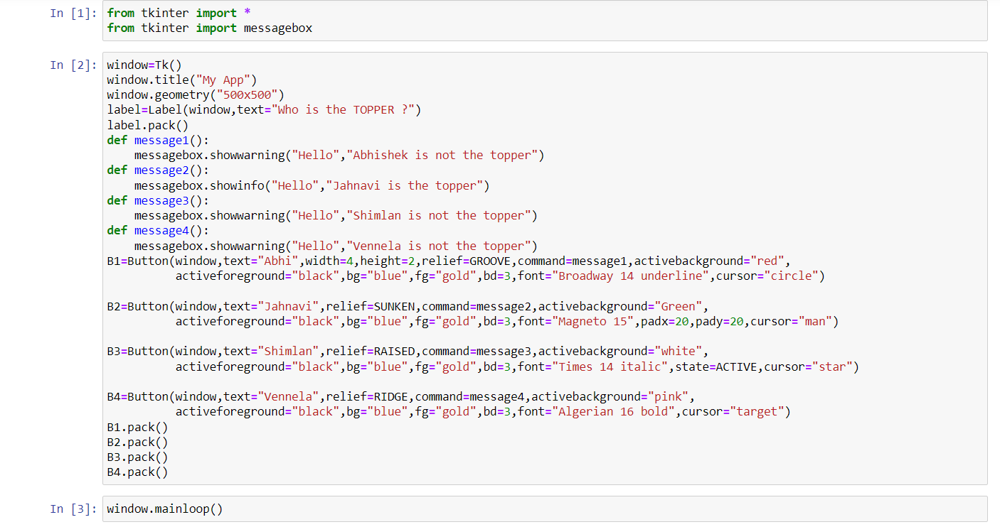 In [1]: from tkinter import *
from tkinter import messagebox
In [2]: window=Tk()
window.title("My App")
window.geometry("500x500")
label=Label(window,text="Who is the TOPPER ?")
label.pack()
def message1():
    messagebox.showwarning("Hello","Abhishek is not the topper")
def message2():
    messagebox.showinfo("Hello","Jahnavi is the topper")
def message3():
    messagebox.showwarning("Hello","Shimlan is not the topper")
def message4():
    messagebox.showwarning("Hello","Vennela is not the topper")
B1=Button(window,text="Abhi",width=4,height=2,relief=GROOVE,command=message1,activebackground="red",
          activeforeground="black",bg="blue",fg="gold",bd=3,font="Broadway 14 underline",cursor="circle")
B2=Button(window,text="Jahnavi",relief=SUNKEN,command=message2,activebackground="Green",
          activeforeground="black",bg="blue",fg="gold",bd=3,font="Magneto 15",padx=20,pady=20,cursor="man")
B3=Button(window,text="Shimlan",relief=RAISED,command=message3,activebackground="white",
          activeforeground="black",bg="blue",fg="gold",bd=3,font="Times 14 italic",state=ACTIVE,cursor="star")
B4=Button(window,text="Vennela",relief=RIDGE,command=message4,activebackground="pink",
          activeforeground="black",bg="blue",fg="gold",bd=3,font="Algerian 16 bold",cursor="target")
B1.pack()
B2.pack()
B3.pack()
B4.pack()
In [3]: window.mainloop()